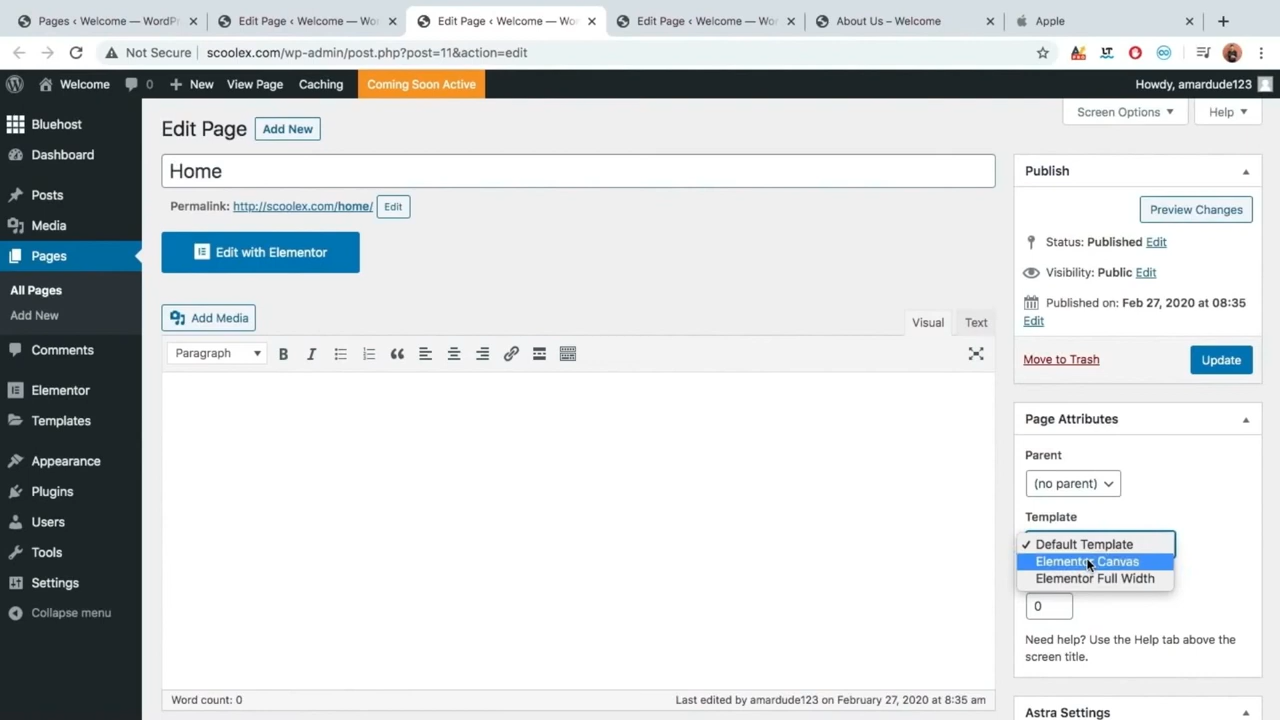 Pages ‹ Welcome — WordPr
Edit Page ‹ Welcome — Wo
Edit Page ‹ Welcome — Wo
Edit Page ‹ Welcome — Wor
About Us – Welcome
Apple
Not Secure
scoolex.com/wp-admin/post.php?post=11&action=edit
Welcome
0
New
View Page
Caching
Coming Soon Active
Howdy, amardude123
Bluehost
Dashboard
Posts
Media
Pages
All Pages
Add New
Comments
Elementor
Templates
Appearance
Plugins
Users
Tools
Settings
Collapse menu
Screen Options
Help
Edit Page
Add New
Home
Permalink: http://scoolex.com/home/ Edit
Edit with Elementor
Add Media
Visual
Text
Paragraph
B
I
Word count: 0
Last edited by amardude123 on February 27, 2020 at 8:35 am
Publish
Preview Changes
Status: Published Edit
Visibility: Public Edit
Published on: Feb 27, 2020 at 08:35
Edit
Move to Trash
Update
Page Attributes
Parent
(no parent)
Template
✓ Default Template
Elementor Canvas
Elementor Full Width
0
Need help? Use the Help tab above the
screen title.
Astra Settings